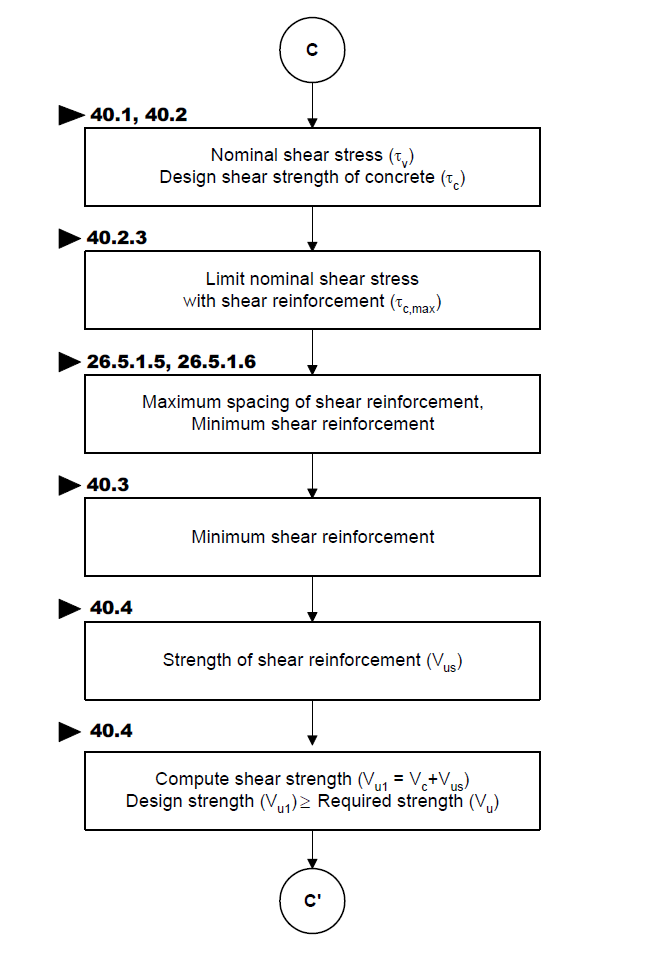 C
40.1, 40.2
Nominal shear stress (τv)
Design shear strength of concrete (τc)
40.2.3
Limit nominal shear stress
with shear reinforcement (τc,max)
26.5.1.5, 26.5.1.6
Maximum spacing of shear reinforcement,
Minimum shear reinforcement
40.3
Minimum shear reinforcement
40.4
Strength of shear reinforcement (Vus)
40.4
Compute shear strength (Vu1 = Vc+Vus)
Design strength (Vu1) ≥ Required strength (Vu)
C'